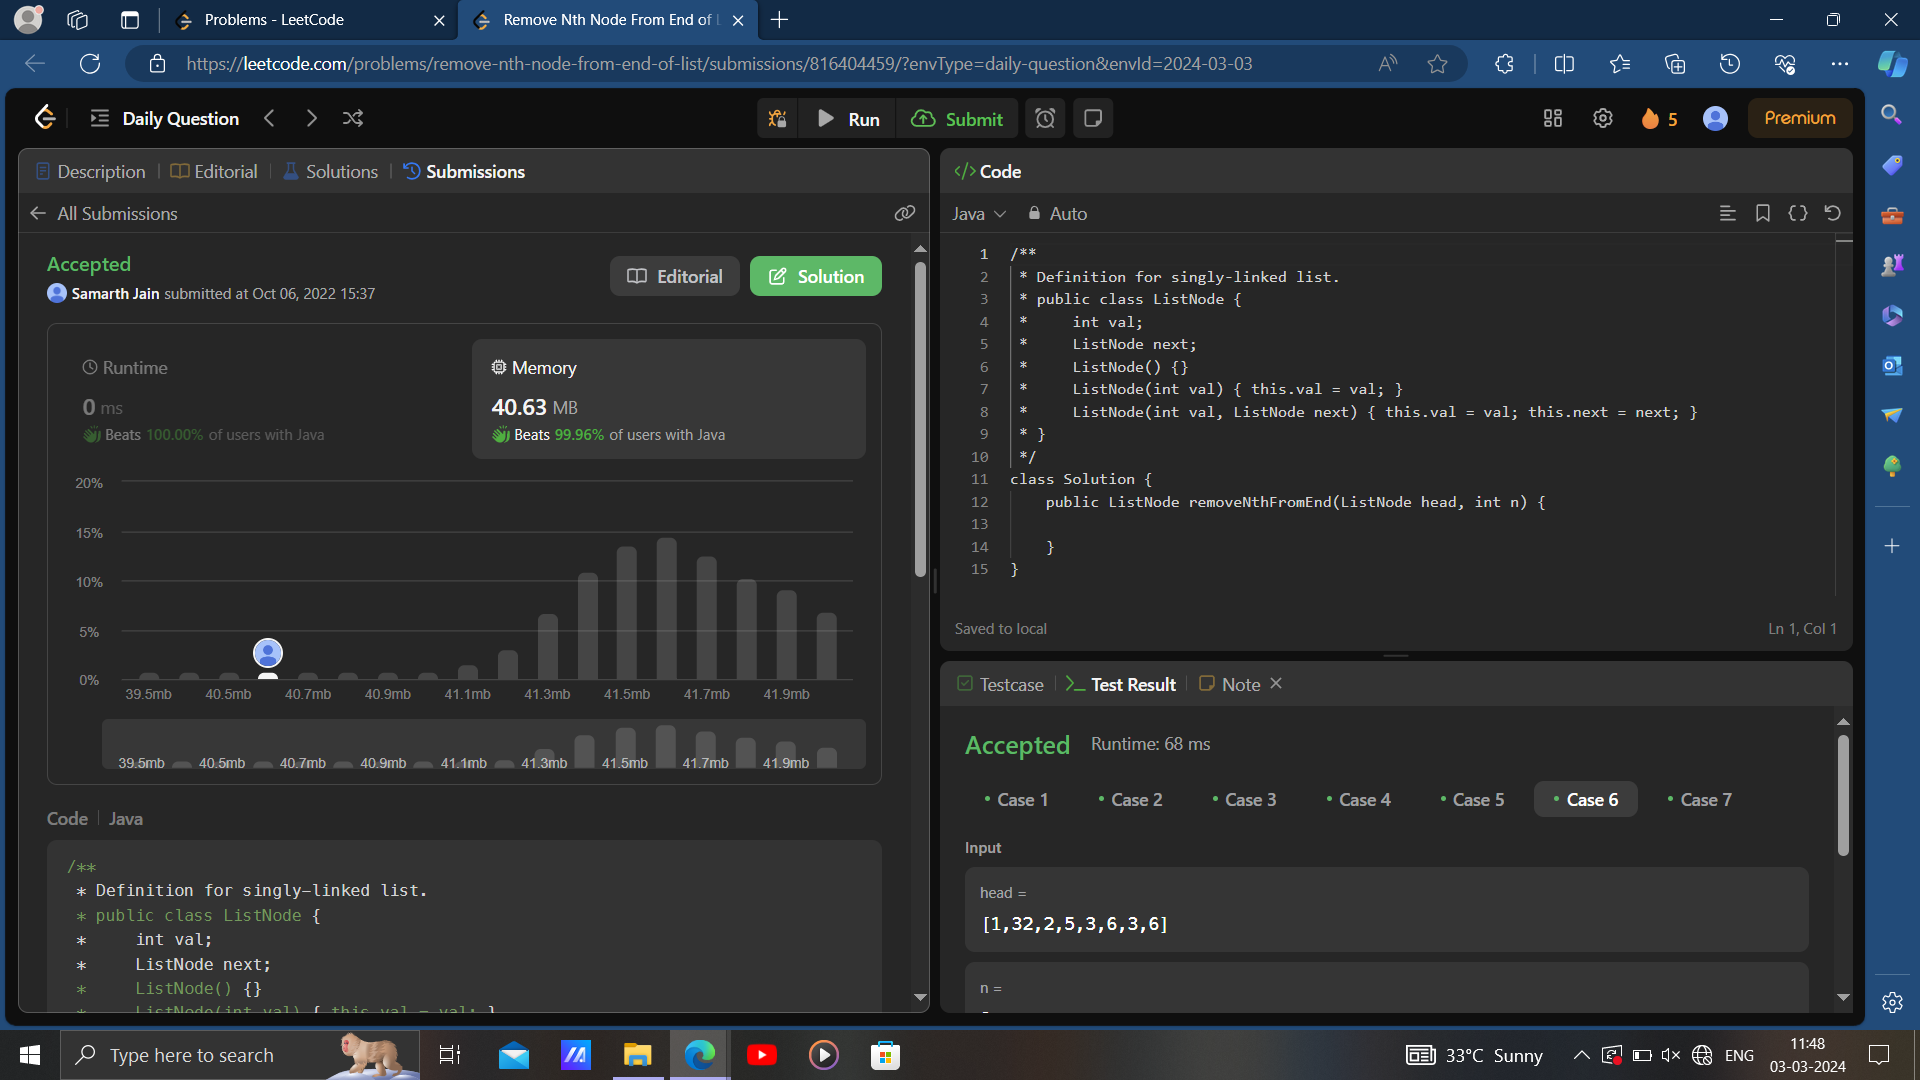 Problems - LeetCode
Remove Nth Node From End of
https://leetcode.com/problems/remove-nth-node-from-end-of-list/submissions/816404459/?envType=daily-question&envId=2024-03-03
Daily Question
Run
Submit
5
Premium
Description
Editorial
Solutions
Submissions
All Submissions
Accepted
Samarth Jain submitted at Oct 06, 2022 15:37
Editorial
Solution
Runtime
0 ms
Beats 100.00% of users with Java
Memory
40.63 MB
Beats 99.96% of users with Java
20%
15%
10%
5%
0%
39.5mb 40.5mb 40.7mb 40.9mb 41.1mb 41.3mb 41.5mb 41.7mb 41.9mb
39.5mb 40.5mb 40.7mb 40.9mb 41.1mb 41.3mb 41.5mb 41.7mb 41.9mb
Code | Java
/**
* Definition for singly-linked list.
* public class ListNode {
*     int val;
*     ListNode next;
*     ListNode() {}
*     ListNode(int val) { this.val = val; }
</> Code
Java
Auto
1 /**
2 * Definition for singly-linked list.
3 * public class ListNode {
4 *     int val;
5 *     ListNode next;
6 *     ListNode() {}
7 *     ListNode(int val) { this.val = val; }
8 *     ListNode(int val, ListNode next) { this.val = val; this.next = next; }
9 * }
10 */
11 class Solution {
12     public ListNode removeNthFromEnd(ListNode head, int n) {
13
14     }
15 }
Saved to local
Ln 1, Col 1
Testcase
Test Result
Note
Accepted Runtime: 68 ms
Case 1
Case 2
Case 3
Case 4
Case 5
Case 6
Case 7
Input
head =
[1,32,2,5,3,6,3,6]
n =
Type here to search
33°C Sunny
ENG
11:48
03-03-2024